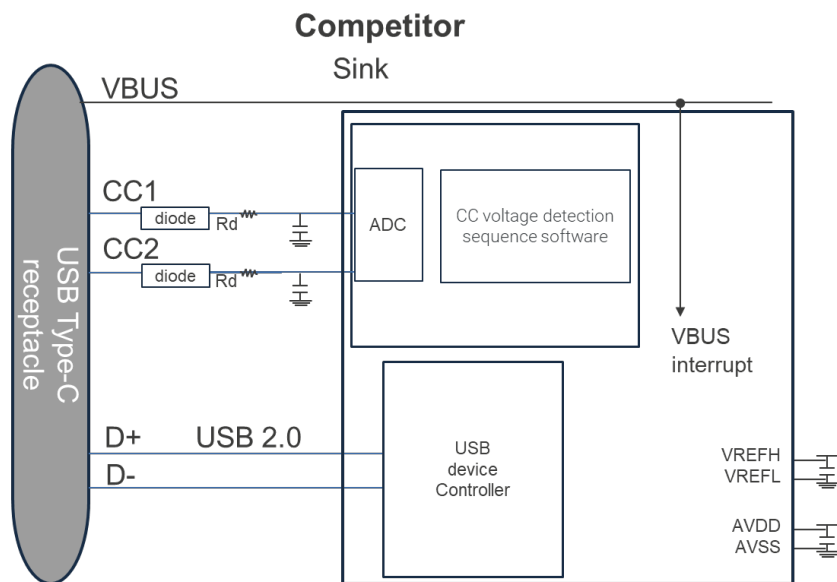 Competitor
Sink
VBUS
CC1
diode
Rd
CC2
diode
Rd
ADC
CC voltage detection
sequence software
USB Type-C
receptacle
VBUS
interrupt
D+
USB 2.0
D-
USB
device
Controller
VREFH
VREFL
AVDD
AVSS